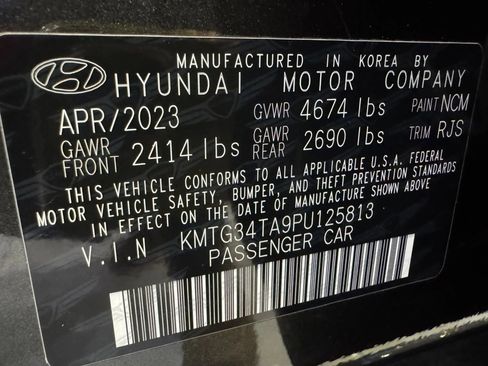 MANUFACTURED IN KOREA BY
HYUNDAI MOTOR COMPANY
APR/2023 GVWR 4674 lbs PAINT NCM
GAWR FRONT 2414 lbs GAWR REAR 2690 lbs TRIM RJS
THIS VEHICLE CONFORMS TO ALL APPLICABLE U.S.A. FEDERAL
MOTOR VEHICLE SAFETY, BUMPER, AND THEFT PREVENTION STANDARDS
IN EFFECT ON THE DATE OF MANUFACTURE SHOWN ABOVE
V.I.N KMTG34TA9PU125813
PASSENGER CAR